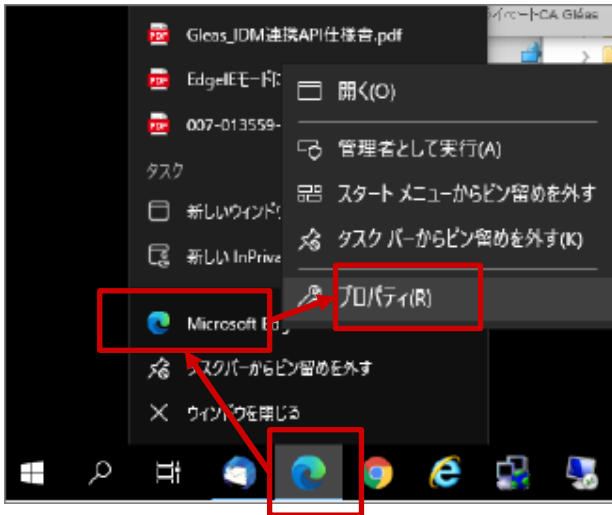 Gleas_IDM連携API仕様書.pdf
プライベートCA Gléas
EdgeIEモードに
007-013559-
タスク
新しいウィンドウ
新しい InPriva
Microsoft Edg
タスクバーからピン留めを外す
ウィンドウを閉じる
開く(O)
管理者として実行(A)
スタート メニューからピン留めを外す
タスク バーからピン留めを外す(K)
プロパティ(R)